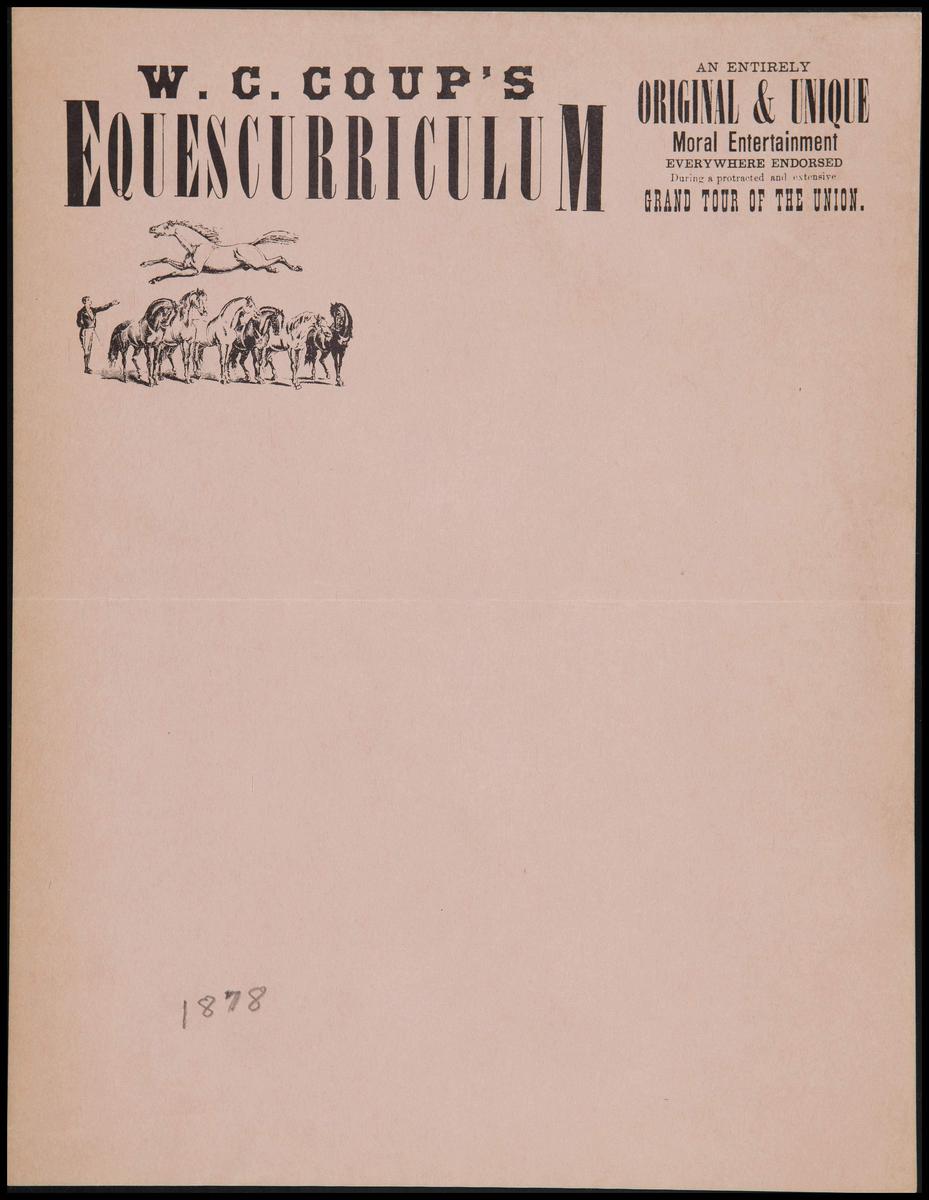 W. C. COUP'S
EQUESCURRICULUM
AN ENTIRELY
ORIGINAL & UNIQUE
Moral Entertainment
EVERYWHERE ENDORSED
During a protracted and extensive
GRAND TOUR OF THE UNION.
1878